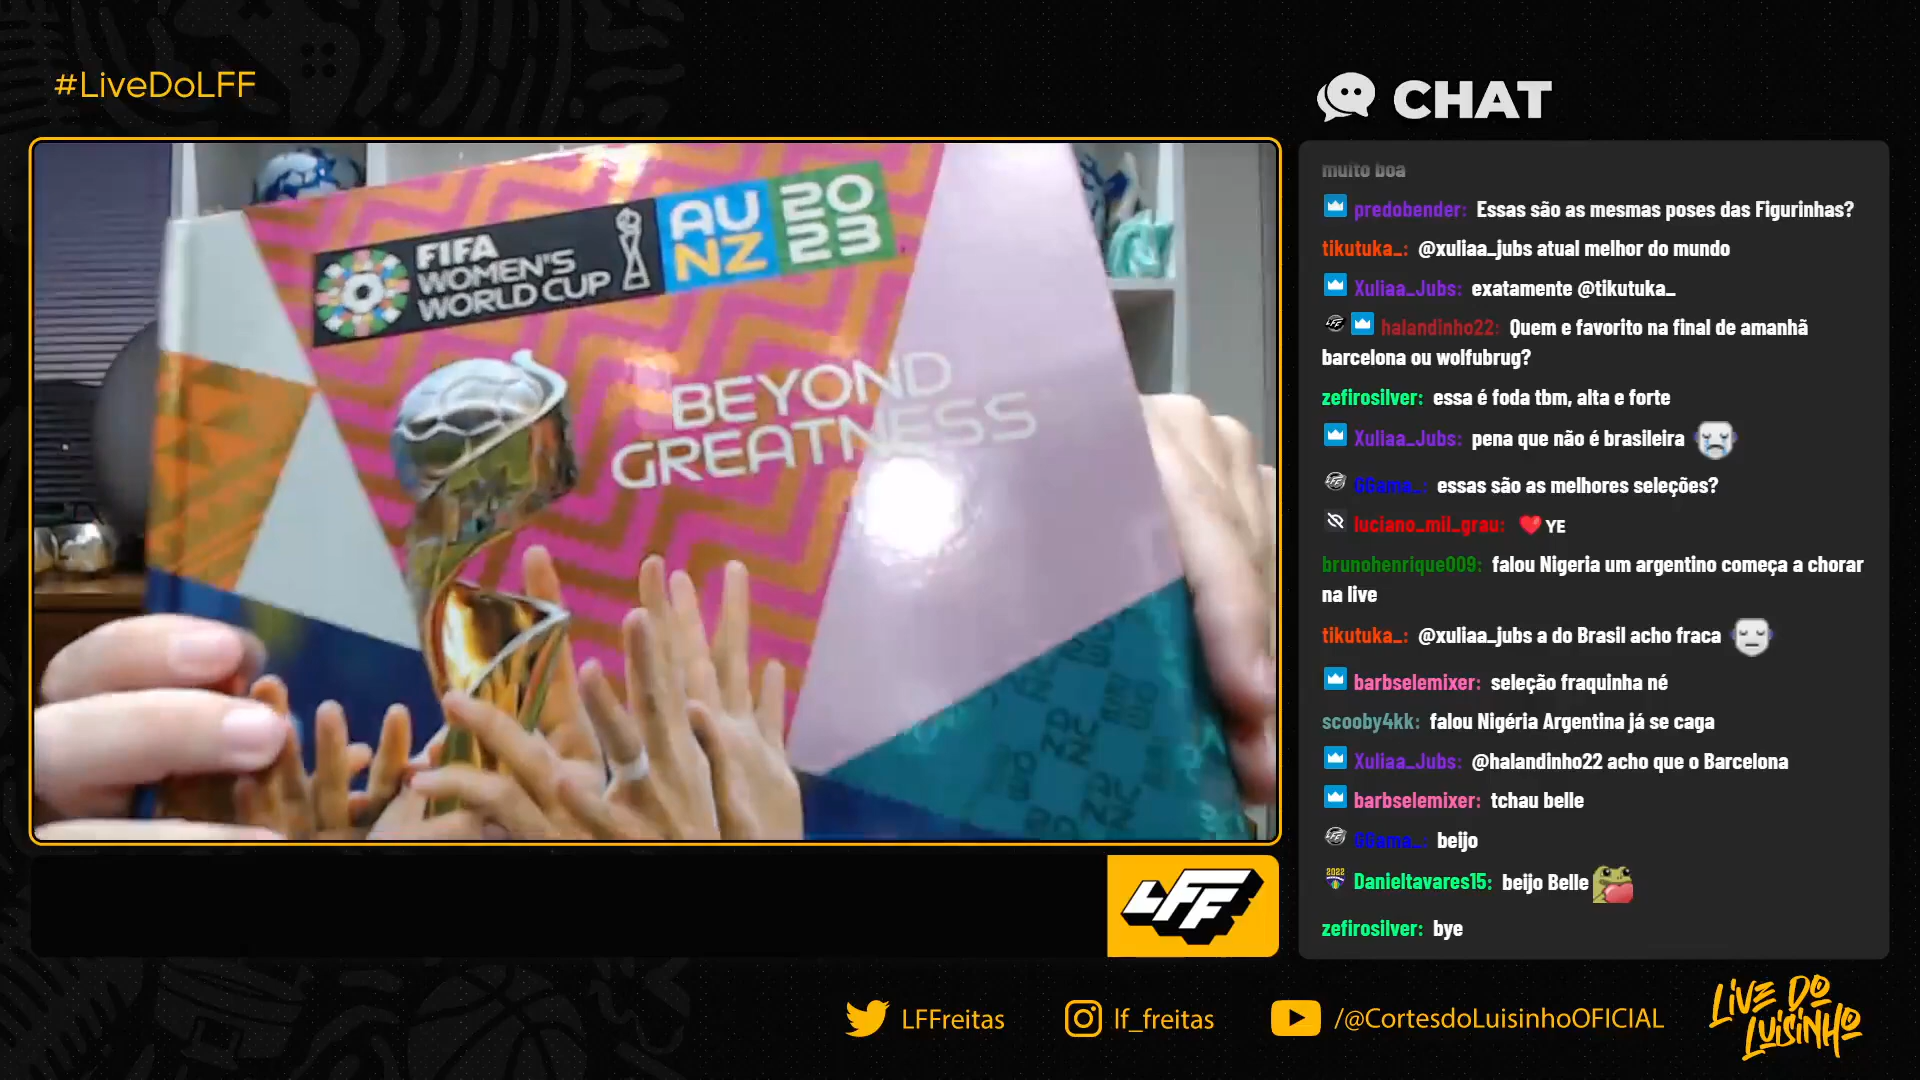 #LiveDoLFF
FIFA
WOMEN'S
WORLD CUP
AU
NZ
20
23
BEYOND
GREATNESS
LFF
CHAT
muito boa
predobender: Essas são as mesmas poses das Figurinhas?
tikutuka_: @xuliaa_jubs atual melhor do mundo
Xuliaa_Jubs: exatamente @tikutuka_
halandinho22: Quem e favorito na final de amanhã
barcelona ou wolfubrug?
zefirosilver: essa é foda tbm, alta e forte
Xuliaa_Jubs: pena que não é brasileira
GGama_: essas são as melhores seleções?
luciano_mil_grau: YE
brunohenrique009: falou Nigeria um argentino começa a chorar
na live
tikutuka_: @xuliaa_jubs a do Brasil acho fraca
barbselemixer: seleção fraquinha né
scooby4kk: falou Nigéria Argentina já se caga
Xuliaa_Jubs: @halandinho22 acho que o Barcelona
barbselemixer: tchau belle
GGama_: beijo
Danieltavares15: beijo Belle
zefirosilver: bye
LFFreitas
lf_freitas
/@CortesdoLuisinhoOFICIAL
LIVE DO
LUISINHO